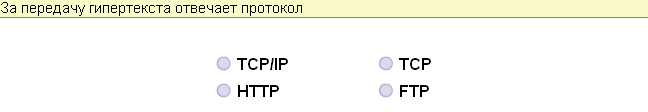 За передачу гипертекста отвечает протокол
TCP/IP TCP
HTTP FTP